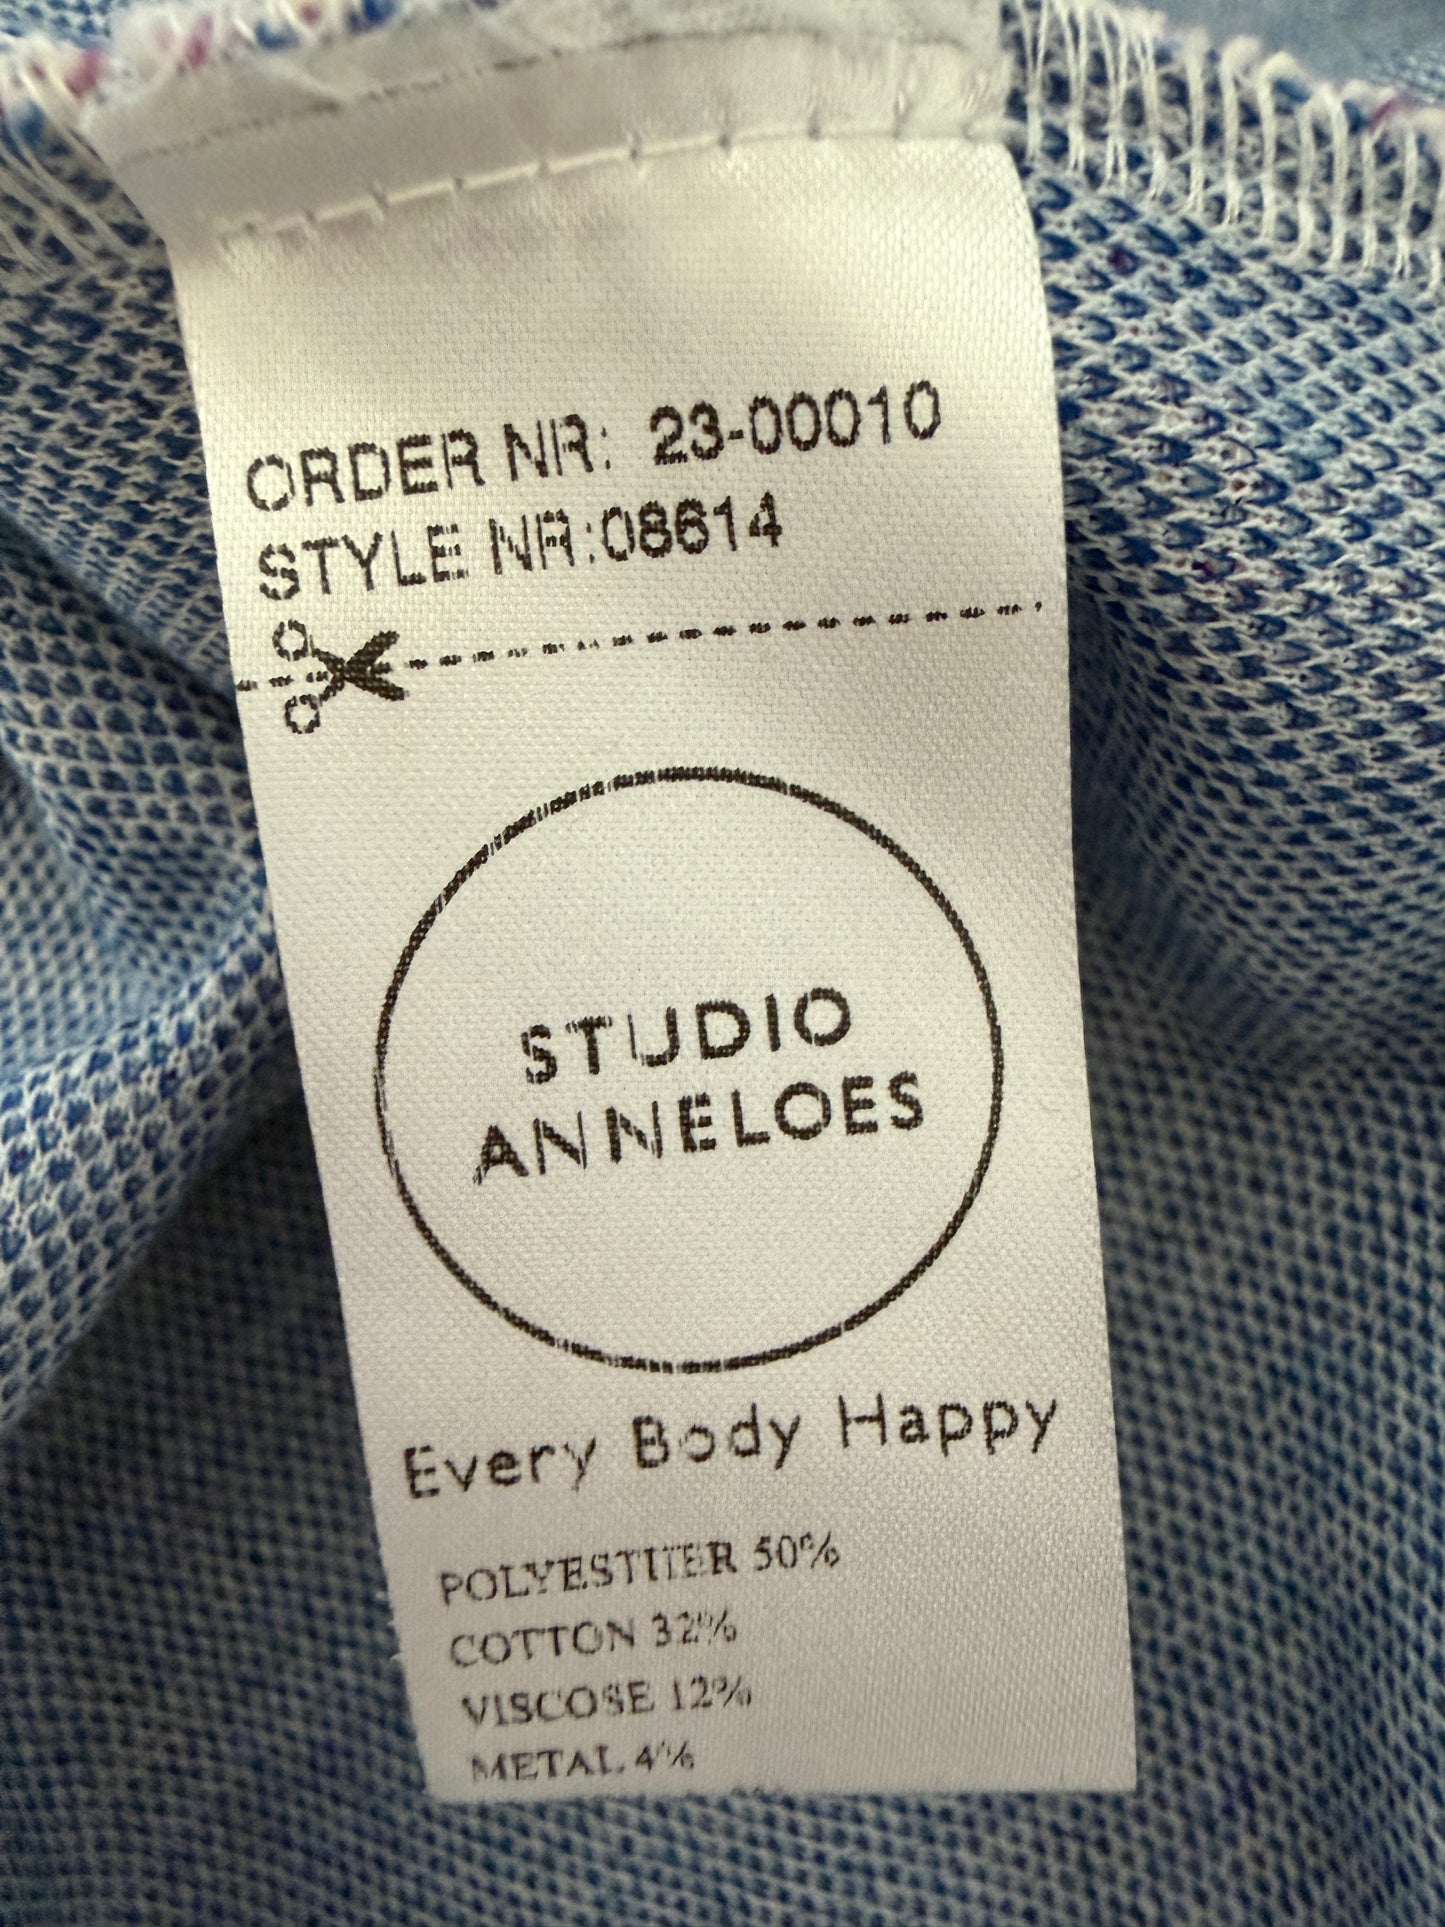 ORDER NR: 23-00010
STYLE NR:08614
STUDIO
ANNELOES
Every Body Happy
POLYESTIIER 50%
COTTON 32%
VISCOSE 12%
METAL 4%